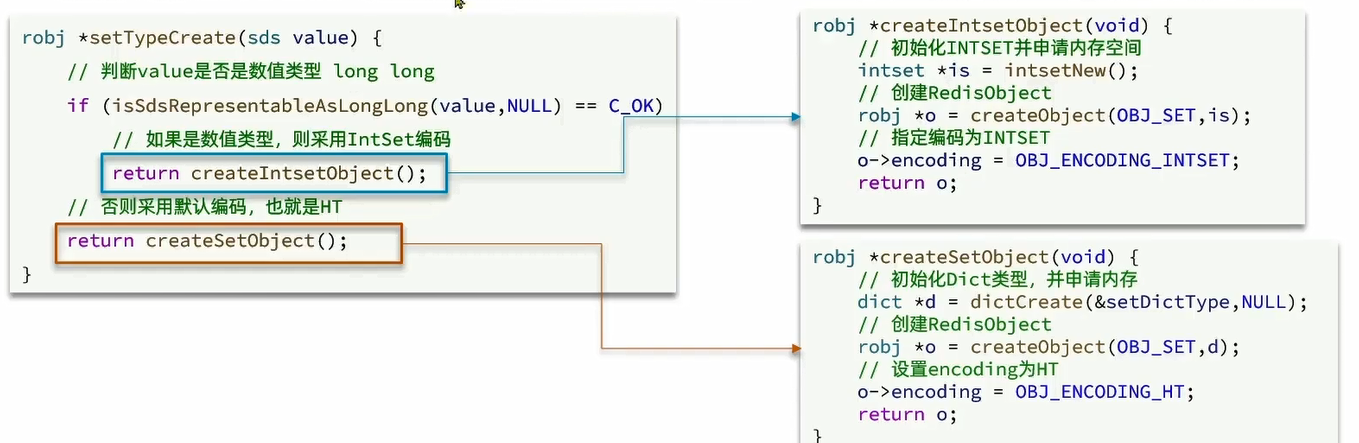 robj *setTypeCreate(sds value) {
// 判断value是否是数值类型 long long
if (isSdsRepresentableAsLongLong(value,NULL) == C_OK)
// 如果是数值类型，则采用IntSet编码
return createIntsetObject();
// 否则采用默认编码，也就是HT
return createSetObject();
}
robj *createIntsetObject(void) {
// 初始化INTSET并申请内存空间
intset *is = intsetNew();
// 创建RedisObject
robj *o = createObject(OBJ_SET,is);
// 指定编码为INTSET
o->encoding = OBJ_ENCODING_INTSET;
return o;
}
robj *createSetObject(void) {
// 初始化Dict类型，并申请内存
dict *d = dictCreate(&setDictType,NULL);
// 创建RedisObject
robj *o = createObject(OBJ_SET,d);
// 设置encoding为HT
o->encoding = OBJ_ENCODING_HT;
return o;
}